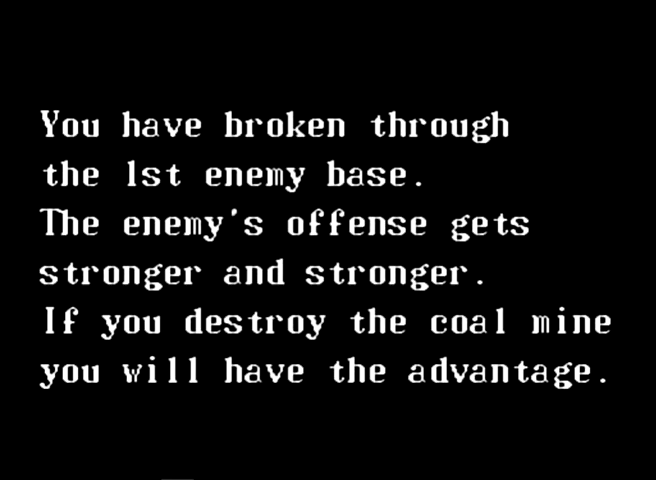 You have broken through
the 1st enemy base.
The enemy's offense gets
stronger and stronger.
If you destroy the coal mine
you will have the advantage.